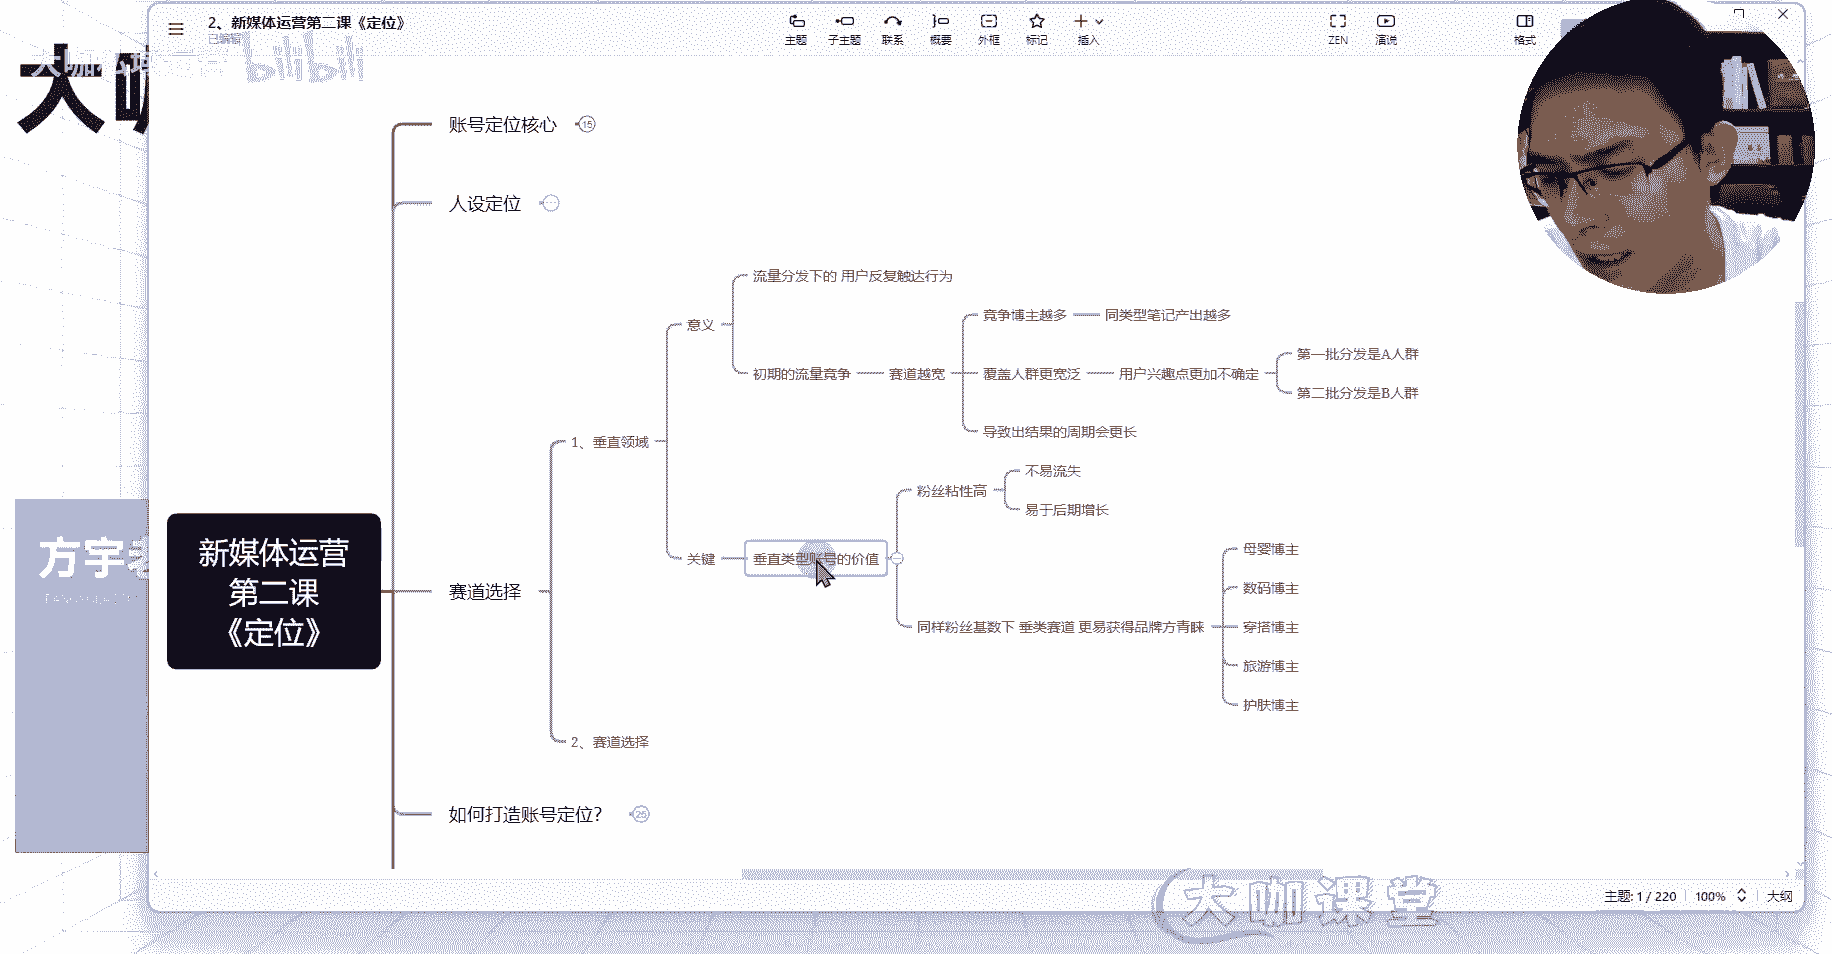 2、新媒体运营第二课《定位》
已编辑
主题
子主题
联系
概要
外框
标记
插入
ZEN
演说
格式
大咖
bilibili
账号定位核心
15
人设定位
流量分发下的 用户反复触达行为
意义
竞争博主越多
同类型笔记产出越多
初期的流量竞争
赛道越宽
覆盖人群更宽泛
用户兴趣点更加不确定
第一批分发是A人群
第二批分发是B人群
导致出结果的周期会更长
1、垂直领域
粉丝粘性高
不易流失
易于后期增长
关键
垂直类型账号的价值
同样粉丝基数下 垂类赛道 更易获得品牌方青睐
母婴博主
数码博主
穿搭博主
旅游博主
护肤博主
新媒体运营
第二课
《定位》
赛道选择
2、赛道选择
如何打造账号定位？
25
方宇老
主题: 1 / 220
100%
大纲
大咖课堂